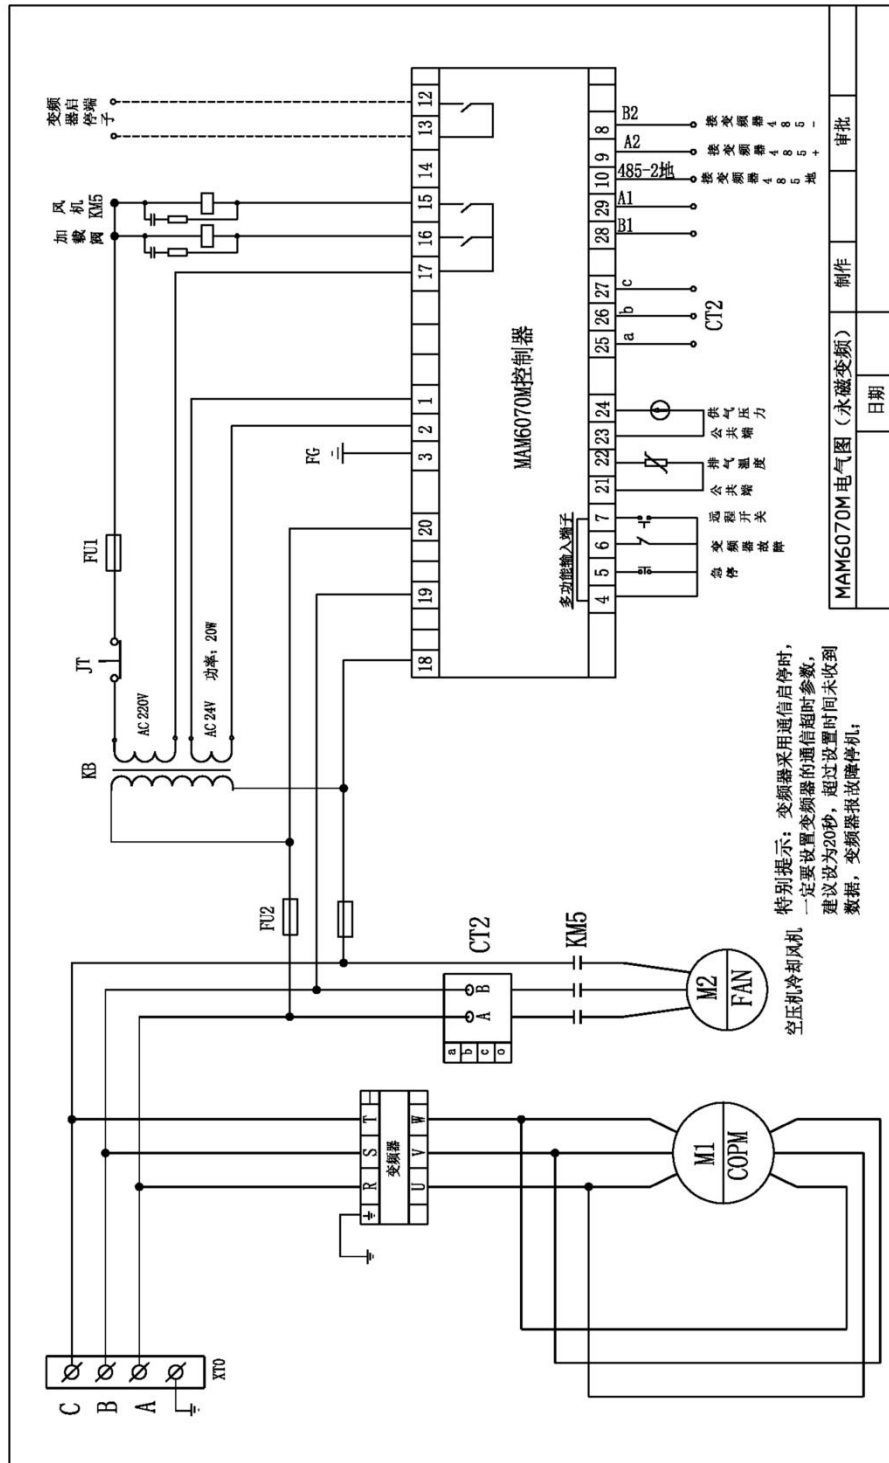 C
B
A
XT0
R
S
T
变频器
U
V
W
M1
COPM
a
b
c
o
A
B
CT2
KM5
M2
FAN
空压机冷却风机
FU2
KB
AC 220V
AC 24V 功率：20W
JT
FU1
FG
风机
KM5
加载阀
变频器启停端子
18
19
20
3
2
1
17
16
15
14
13
12
MAM6070M控制器
多功能输入端子
4
5
6
7
21
22
23
24
25
26
27
28
29
10
9
8
急停
变频器故障
远程开关
公共端
排气温度
公共端
供气压力
a
b
c
CT2
B1
A1
485-2地
A2
B2
接变频器485地
接变频器485+
接变频器485-
特别提示：变频器采用通信启停时，
一定要设置变频器的通信超时参数，
建议设为20秒，超过设置时间未收到
数据，变频器报故障停机；
MAM6070M电气图（永磁变频）
制作
审批
日期